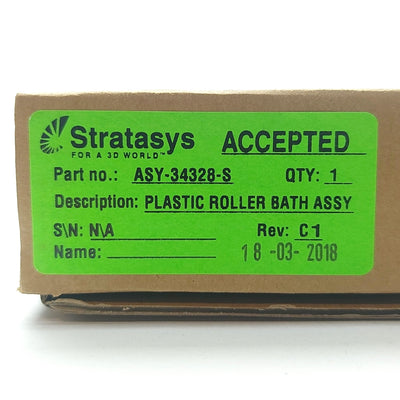 Stratasys ACCEPTED
FOR A 3D WORLD™
Part no.: ASY-34328-S QTY: 1
Description: PLASTIC ROLLER BATH ASSY
S\N: N\A Rev: C1
Name: 18 -03- 2018